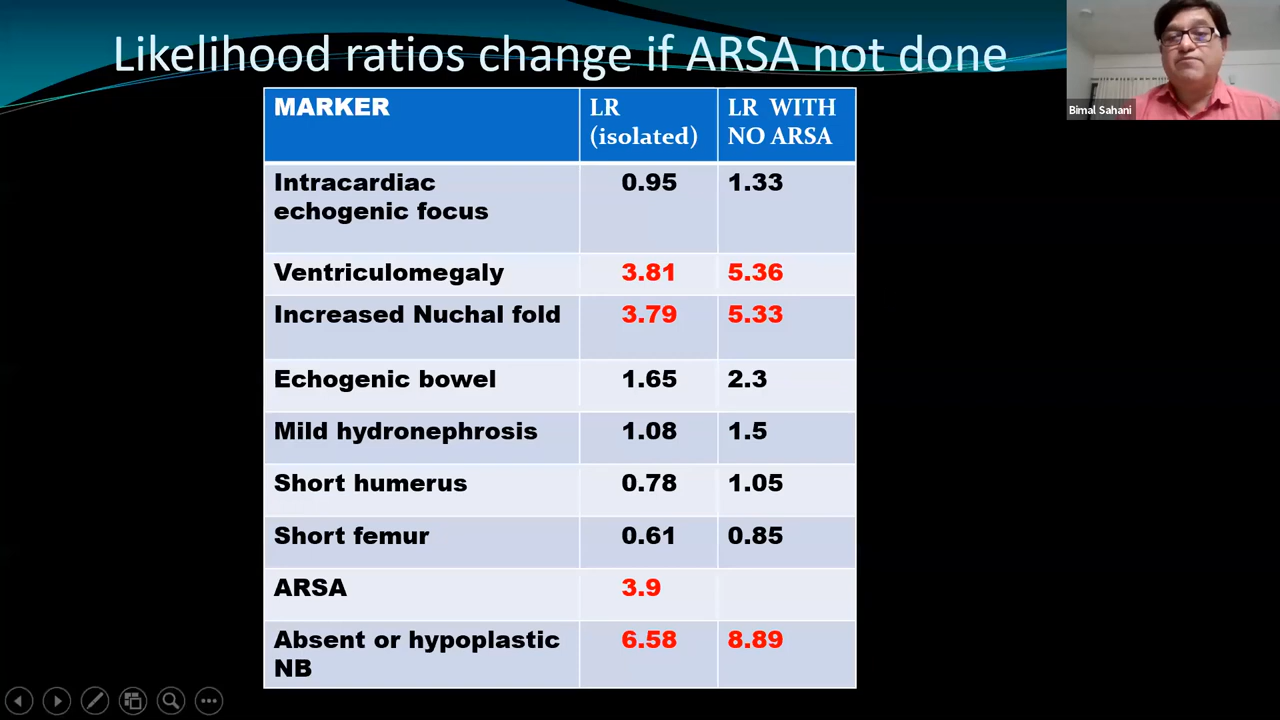 Likelihood ratios change if ARSA not done
Bimal Sahani
MARKER
LR
(isolated)
LR WITH
NO ARSA
Intracardiac
echogenic focus
0.95
1.33
Ventriculomegaly
3.81
5.36
Increased Nuchal fold
3.79
5.33
Echogenic bowel
1.65
2.3
Mild hydronephrosis
1.08
1.5
Short humerus
0.78
1.05
Short femur
0.61
0.85
ARSA
3.9
Absent or hypoplastic
NB
6.58
8.89